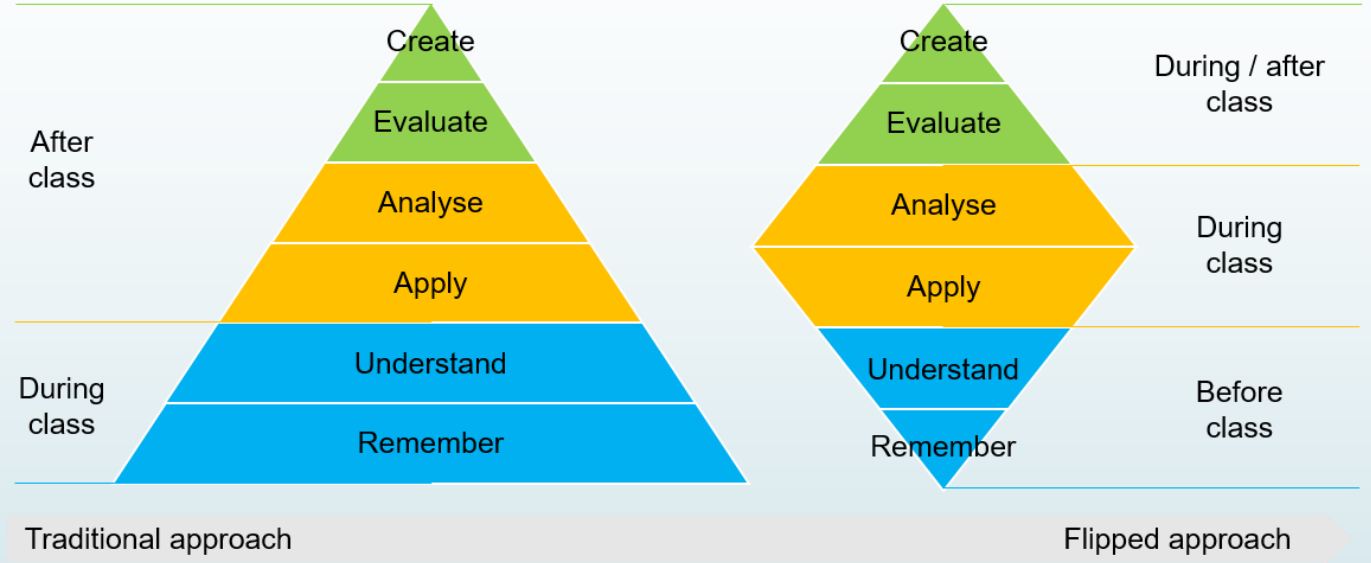 After
class
During
class
Create
Evaluate
Analyse
Apply
Understand
Remember
Create
Evaluate
Analyse
Apply
Understand
Remember
During / after
class
During
class
Before
class
Traditional approach
Flipped approach